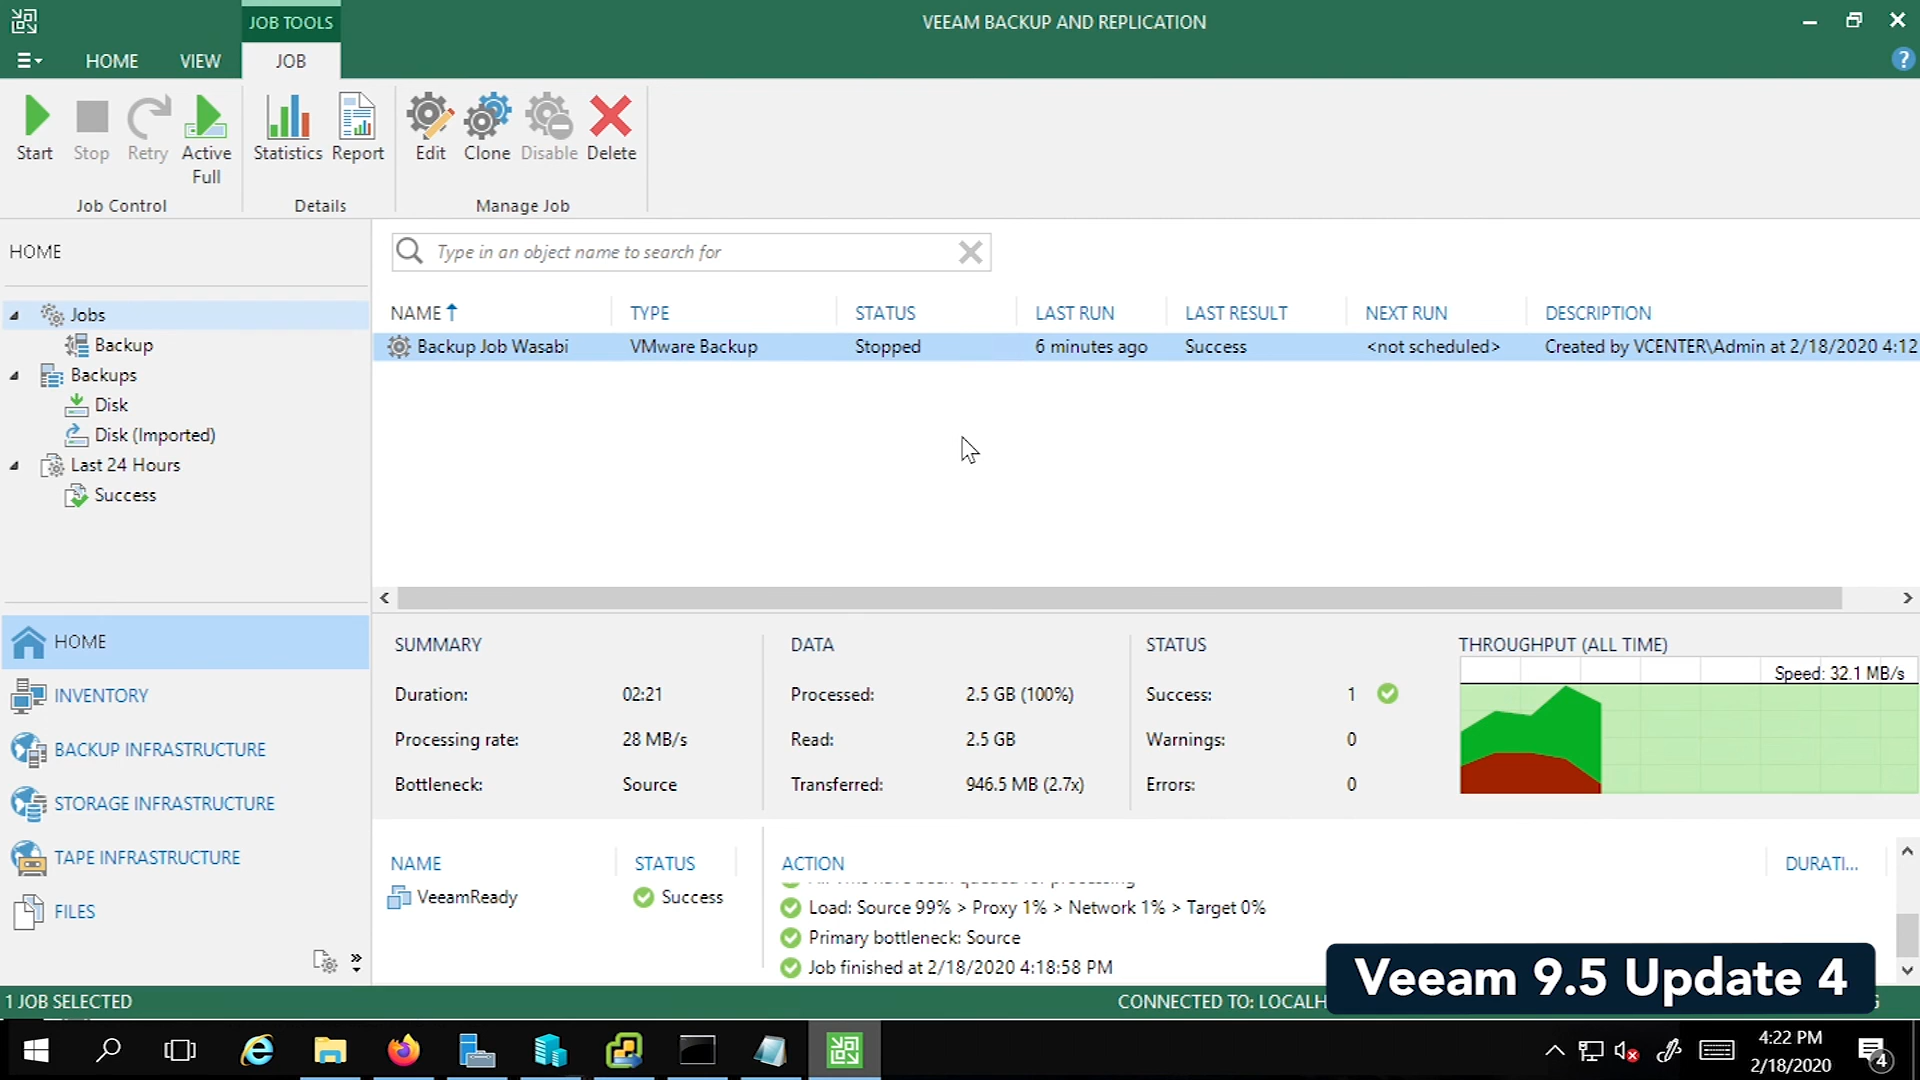 JOB TOOLS
VEEAM BACKUP AND REPLICATION
HOME
VIEW
JOB
?
Start
Stop
Retry
Active Full
Statistics
Report
Edit
Clone
Disable
Delete
Job Control
Details
Manage Job
HOME
Type in an object name to search for
Jobs
Backup
Backups
Disk
Disk (Imported)
Last 24 Hours
Success
NAME TYPE STATUS LAST RUN LAST RESULT NEXT RUN DESCRIPTION
Backup Job Wasabi VMware Backup Stopped 6 minutes ago Success <not scheduled> Created by VCENTER\Admin at 2/18/2020 4:12
HOME
INVENTORY
BACKUP INFRASTRUCTURE
STORAGE INFRASTRUCTURE
TAPE INFRASTRUCTURE
FILES
SUMMARY
Duration: 02:21
Processing rate: 28 MB/s
Bottleneck: Source
DATA
Processed: 2.5 GB (100%)
Read: 2.5 GB
Transferred: 946.5 MB (2.7x)
STATUS
Success: 1
Warnings: 0
Errors: 0
THROUGHPUT (ALL TIME)
Speed: 32.1 MB/s
NAME STATUS
VeeamReady Success
ACTION DURATI...
All VMs have been queued for processing
Load: Source 99% > Proxy 1% > Network 1% > Target 0%
Primary bottleneck: Source
Job finished at 2/18/2020 4:18:58 PM
Veeam 9.5 Update 4
1 JOB SELECTED
CONNECTED TO: LOCALH
4:22 PM
2/18/2020
4